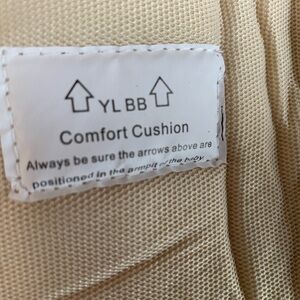 YL BB
Comfort Cushion
Always be sure the arrows above are
positioned in the armpit of the baby